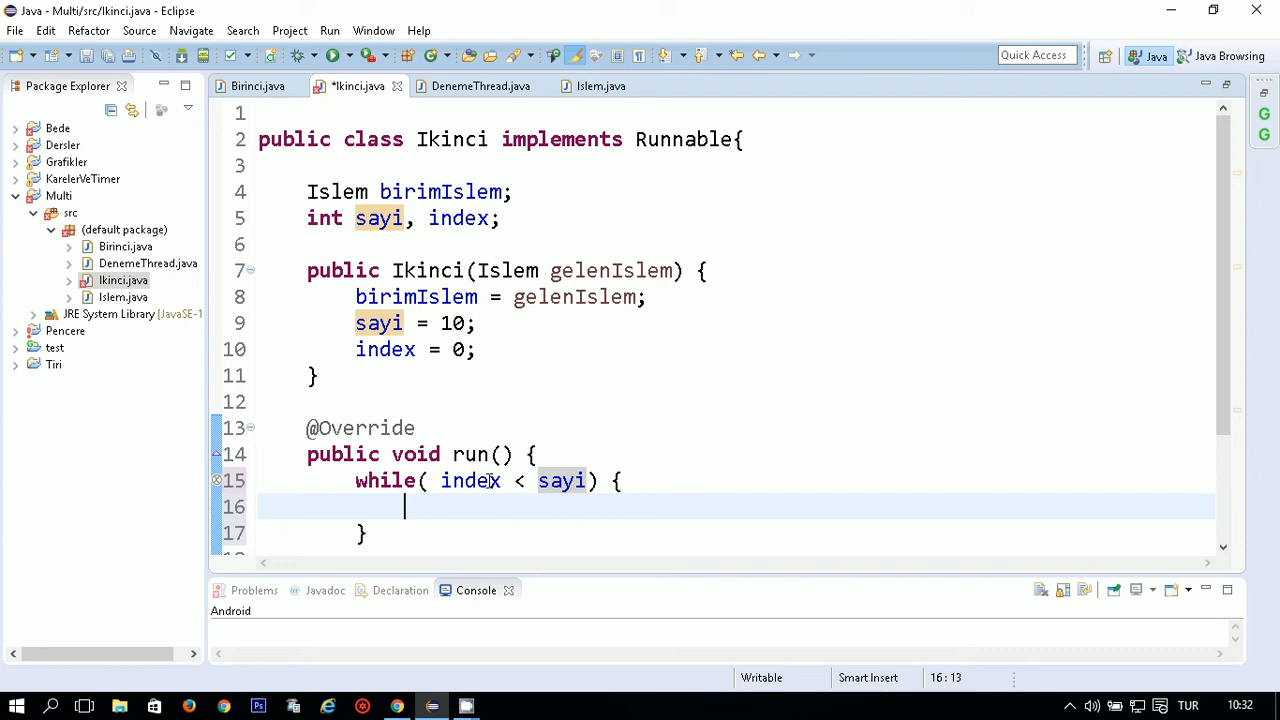 Java - Multi/src/Ikinci.java - Eclipse
File Edit Refactor Source Navigate Search Project Run Window Help
Quick Access Java Java Browsing
Package Explorer
Birinci.java *Ikinci.java DenemeThread.java Islem.java
Bede
Dersler
Grafikler
KarelerVeTimer
Multi
src
(default package)
Birinci.java
DenemeThread.java
Ikinci.java
Islem.java
JRE System Library [JavaSE-1
Pencere
test
Tiri
1
2 public class Ikinci implements Runnable{
3
4 Islem birimIslem;
5 int sayi, index;
6
7 public Ikinci(Islem gelenIslem) {
8 birimIslem = gelenIslem;
9 sayi = 10;
10 index = 0;
11 }
12
13 @Override
14 public void run() {
15 while( index < sayi) {
16
17 }
Problems Javadoc Declaration Console
Android
Writable Smart Insert 16 : 13
TUR 10:32